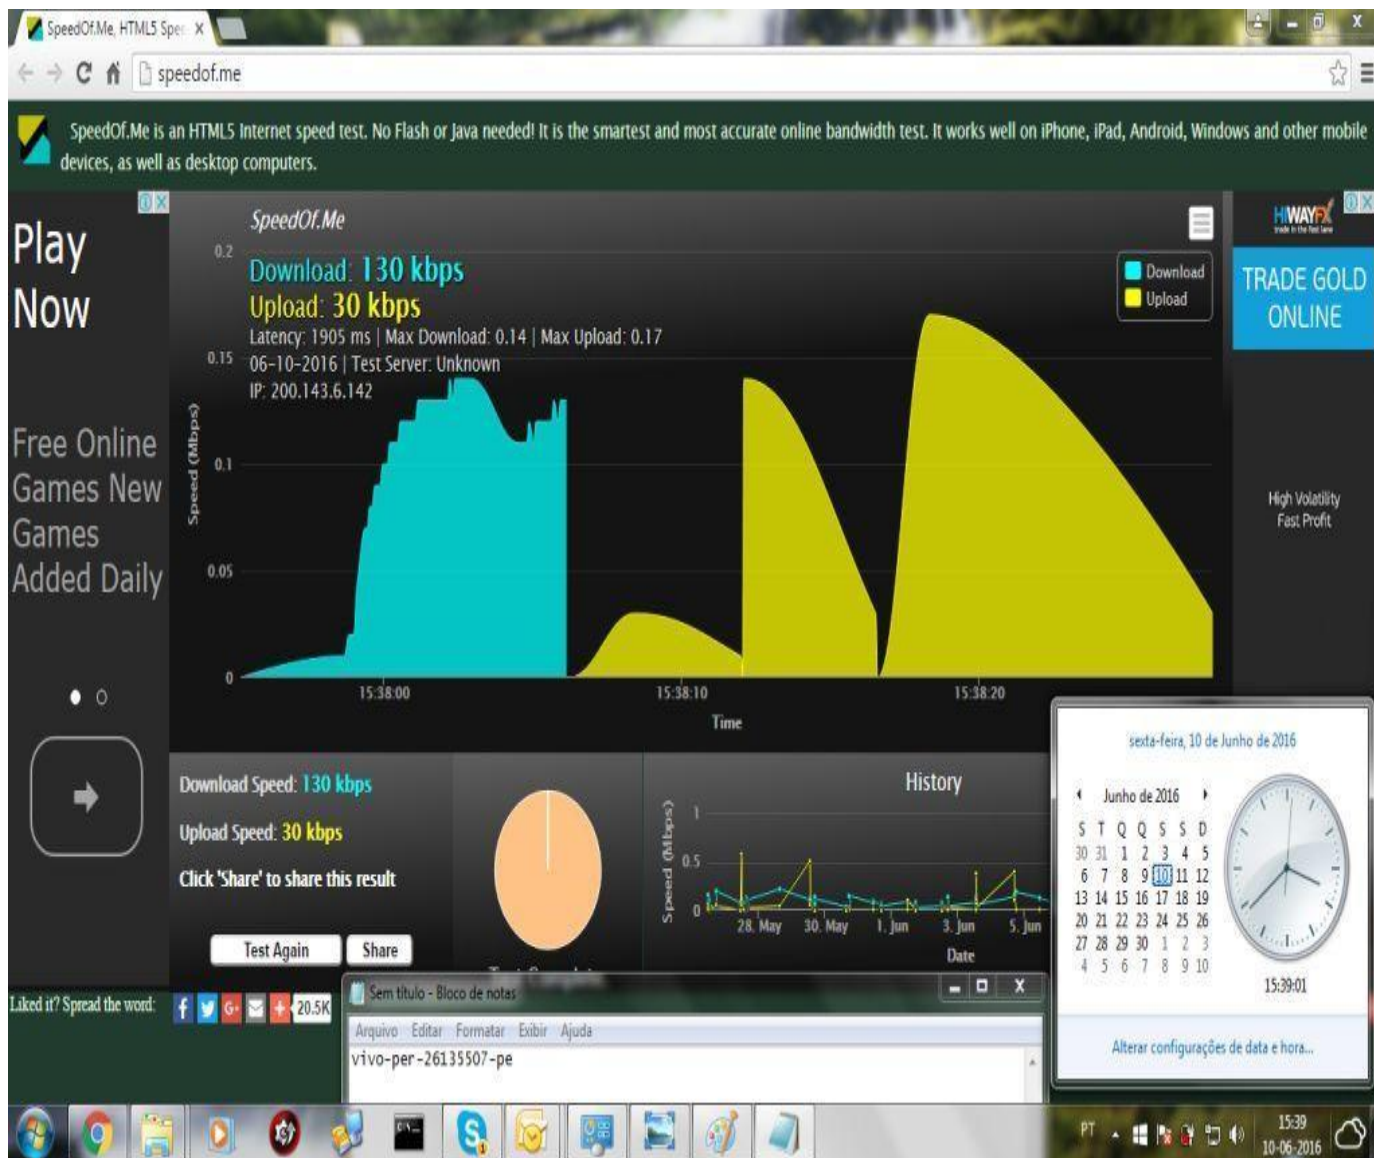 SpeedOf.Me, HTML5 Spee
speedof.me
SpeedOf.Me is an HTML5 Internet speed test. No Flash or Java needed! It is the smartest and most accurate online bandwidth test. It works well on iPhone, iPad, Android, Windows and other mobile
devices, as well as desktop computers.
Play
Now
Free Online
Games New
Games
Added Daily
SpeedOf.Me
Download: 130 kbps
Upload: 30 kbps
Latency: 1905 ms | Max Download: 0.14 | Max Upload: 0.17
06-10-2016 | Test Server: Unknown
IP: 200.143.6.142
Download
Upload
Speed (Mbps)
0.2
0.15
0.1
0.05
0
15:38:00 15:38:10 15:38:20
Time
HIWAYFX
trade in the fast lane
TRADE GOLD
ONLINE
High Volatility
Fast Profit
Download Speed: 130 kbps
Upload Speed: 30 kbps
Click 'Share' to share this result
Test Again Share
History
Speed (Mbps)
1
0.5
0
28. May 30. May 1. Jun 3. Jun 5. Jun
Date
sexta-feira, 10 de Junho de 2016
Junho de 2016
S T Q Q S S D
30 31 1 2 3 4 5
6 7 8 9 10 11 12
13 14 15 16 17 18 19
20 21 22 23 24 25 26
27 28 29 30 1 2 3
4 5 6 7 8 9 10
15:39:01
Alterar configurações de data e hora...
Liked it? Spread the word:
20.5K
Sem título - Bloco de notas
Arquivo Editar Formatar Exibir Ajuda
vivo-per-26135507-pe
PT
15:39
10-06-2016